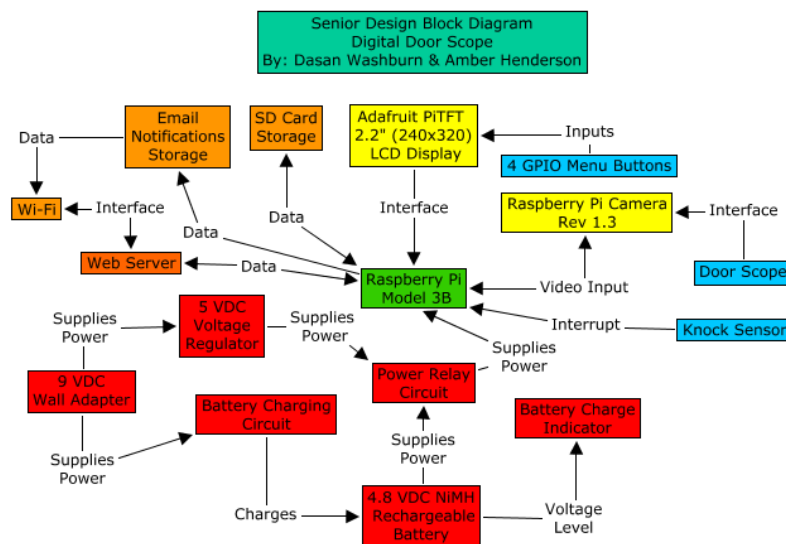 Senior Design Block Diagram
Digital Door Scope
By: Dasan Washburn & Amber Henderson
Email
Notifications
Storage
SD Card
Storage
Adafruit PiTFT
2.2" (240x320)
LCD Display
Inputs
4 GPIO Menu Buttons
Data
Wi-Fi
Interface
Web Server
Data
Data
Data
Interface
Raspberry Pi Camera
Rev 1.3
Interface
Door Scope
Raspberry Pi
Model 3B
Video Input
Interrupt
Knock Sensor
Supplies
Power
5 VDC
Voltage
Regulator
Supplies
Power
Supplies
Power
9 VDC
Wall Adapter
Power Relay
Circuit
Battery Charging
Circuit
Battery Charge
Indicator
Supplies
Power
Supplies
Power
Charges
4.8 VDC NiMH
Rechargeable
Battery
Voltage
Level